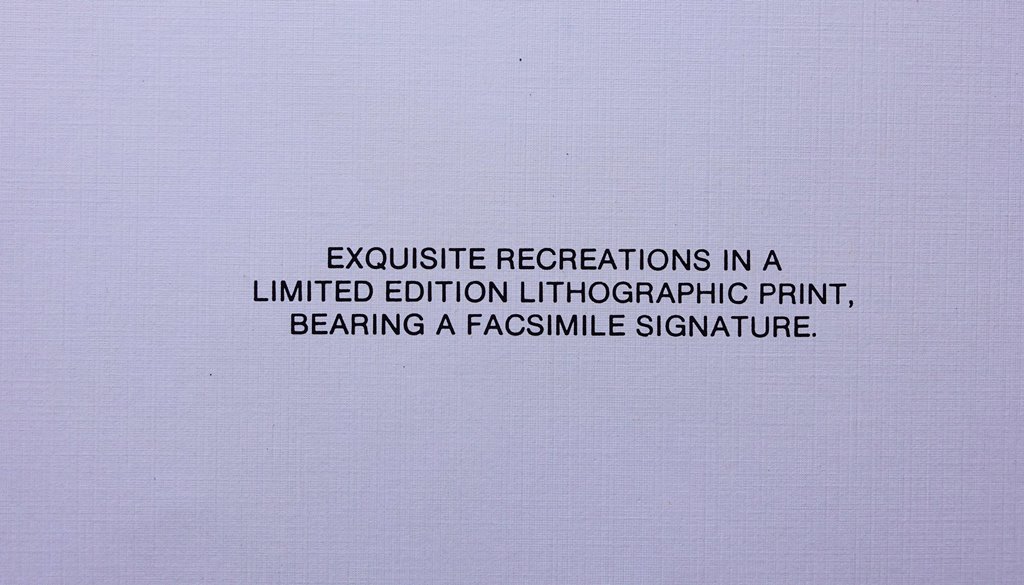 EXQUISITE RECREATIONS IN A
LIMITED EDITION LITHOGRAPHIC PRINT,
BEARING A FACSIMILE SIGNATURE.